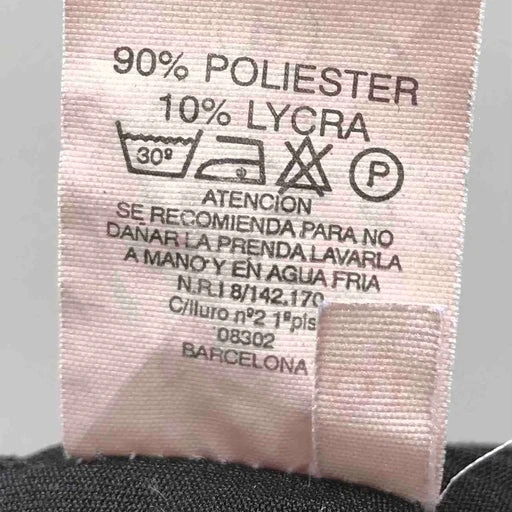 90% POLIESTER
10% LYCRA
30º P
ATENCION
SE RECOMIENDA PARA NO
DAÑAR LA PRENDA LAVARLA
A MANO Y EN AGUA FRIA
N.R.I 8/142.170
C/Iluro nº2 1ºpis
08302
BARCELONA